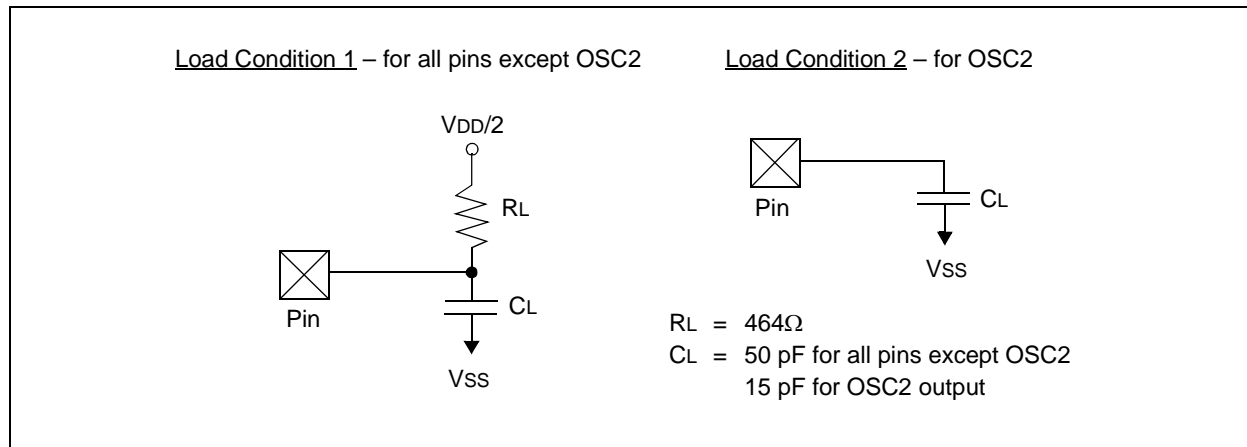 Load Condition 1 – for all pins except OSC2
VDD/2
RL
Pin
CL
VSS
Load Condition 2 – for OSC2
Pin
CL
VSS
RL = 464Ω
CL = 50 pF for all pins except OSC2
15 pF for OSC2 output